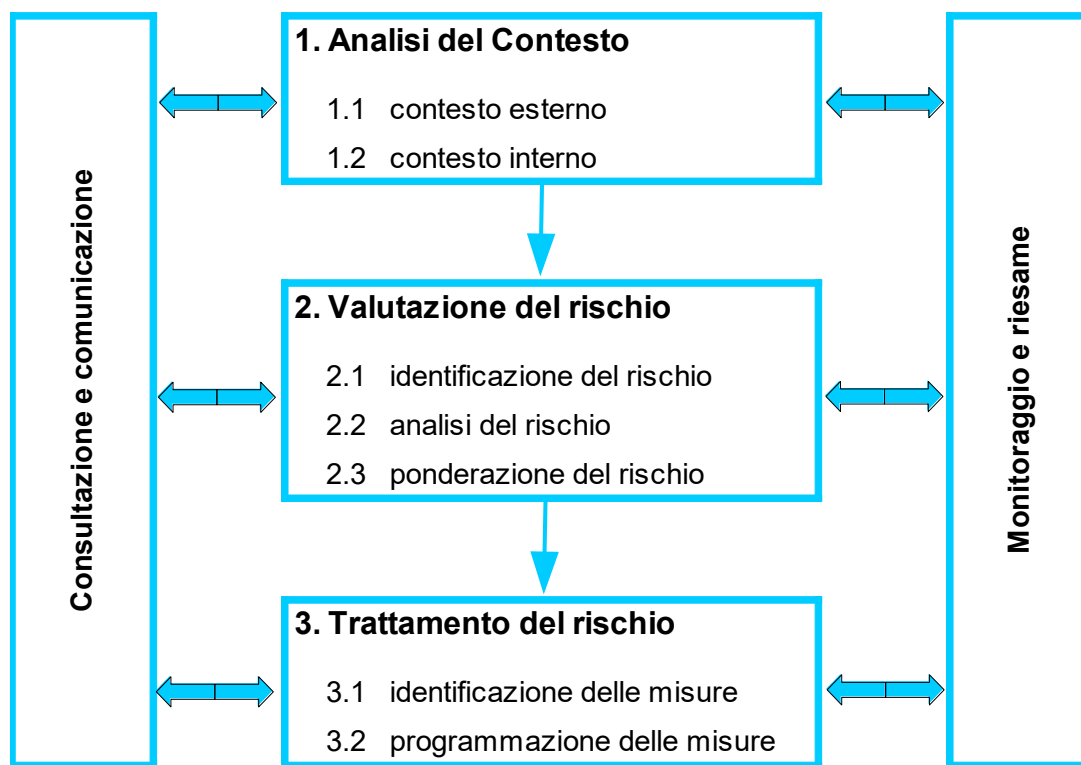 Consultazione e comunicazione
1. Analisi del Contesto
1.1 contesto esterno
1.2 contesto interno
2. Valutazione del rischio
2.1 identificazione del rischio
2.2 analisi del rischio
2.3 ponderazione del rischio
3. Trattamento del rischio
3.1 identificazione delle misure
3.2 programmazione delle misure
Monitoraggio e riesame